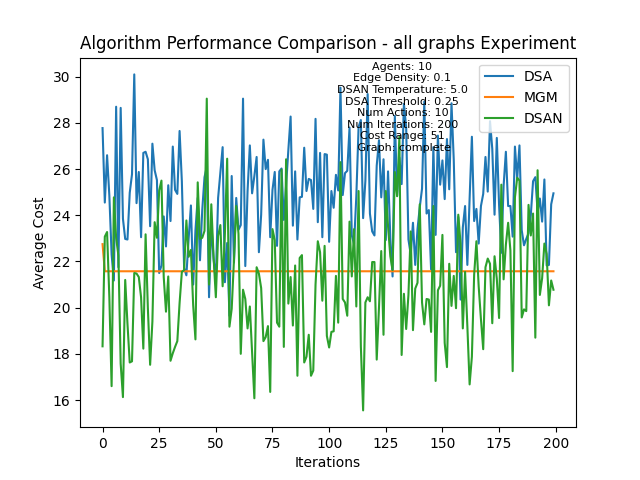 Algorithm Performance Comparison - all graphs Experiment
Agents: 10
Edge Density: 0.1
DSAN Temperature: 5.0
DSA Threshold: 0.25
Num Actions: 10
Num Iterations: 200
Cost Range: 51
Graph: complete
DSA
MGM
DSAN
Average Cost
30
28
26
24
22
20
18
16
0
25
50
75
100
125
150
175
200
Iterations